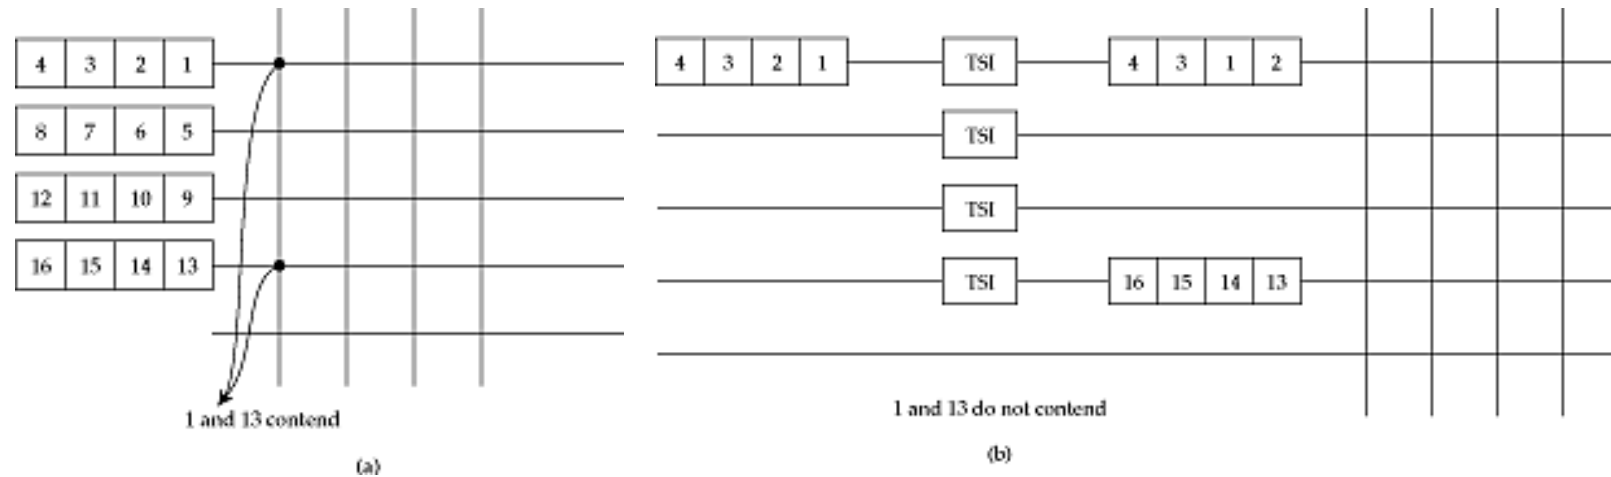 4 3 2 1
8 7 6 5
12 11 10 9
16 15 14 13
1 and 13 contend
(a)
4 3 2 1 TSI 4 3 1 2
TSI
TSI
TSI 16 15 14 13
1 and 13 do not contend
(b)